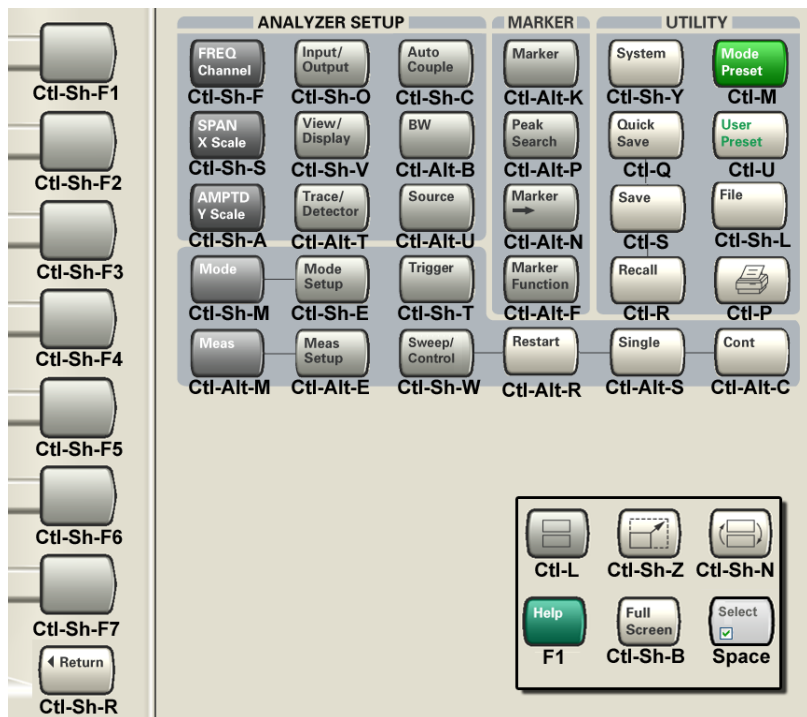 ANALYZER SETUP
MARKER
UTILITY
FREQ
Channel
Input/
Output
Auto
Couple
Marker
System
Mode
Preset
Ctl-Sh-F1
Ctl-Sh-F
Ctl-Sh-O
Ctl-Sh-C
Ctl-Alt-K
Ctl-Sh-Y
Ctl-M
SPAN
X Scale
View/
Display
BW
Peak
Search
Quick
Save
User
Preset
Ctl-Sh-F2
Ctl-Sh-S
Ctl-Sh-V
Ctl-Alt-B
Ctl-Alt-P
Ctl-Q
Ctl-U
AMPTD
Y Scale
Trace/
Detector
Source
Marker
Save
File
Ctl-Sh-A
Ctl-Alt-T
Ctl-Alt-U
Ctl-Alt-N
Ctl-S
Ctl-Sh-L
Ctl-Sh-F3
Mode
Mode
Setup
Trigger
Marker
Function
Recall
Ctl-Sh-M
Ctl-Sh-E
Ctl-Sh-T
Ctl-Alt-F
Ctl-R
Ctl-P
Ctl-Sh-F4
Meas
Meas
Setup
Sweep/
Control
Restart
Single
Cont
Ctl-Alt-M
Ctl-Alt-E
Ctl-Sh-W
Ctl-Alt-R
Ctl-Alt-S
Ctl-Alt-C
Ctl-Sh-F5
Ctl-Sh-F6
Ctl-L
Ctl-Sh-Z
Ctl-Sh-N
Ctl-Sh-F7
Help
Full
Screen
Select
F1
Ctl-Sh-B
Space
Return
Ctl-Sh-R